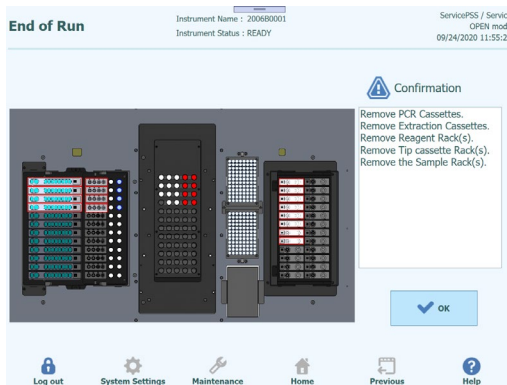 End of Run
Instrument Name : 200680001
Instrument Status : READY
ServicePSS / Servic
OPEN mod
09/24/2020 11:55:2
Confirmation
Remove PCR Cassettes.
Remove Extraction Cassettes.
Remove Reagent Rack(s).
Remove Tip cassette Rack(s).
Remove the Sample Rack(s).
OK
Log out
System Settings
Maintenance
Home
Previous
Help